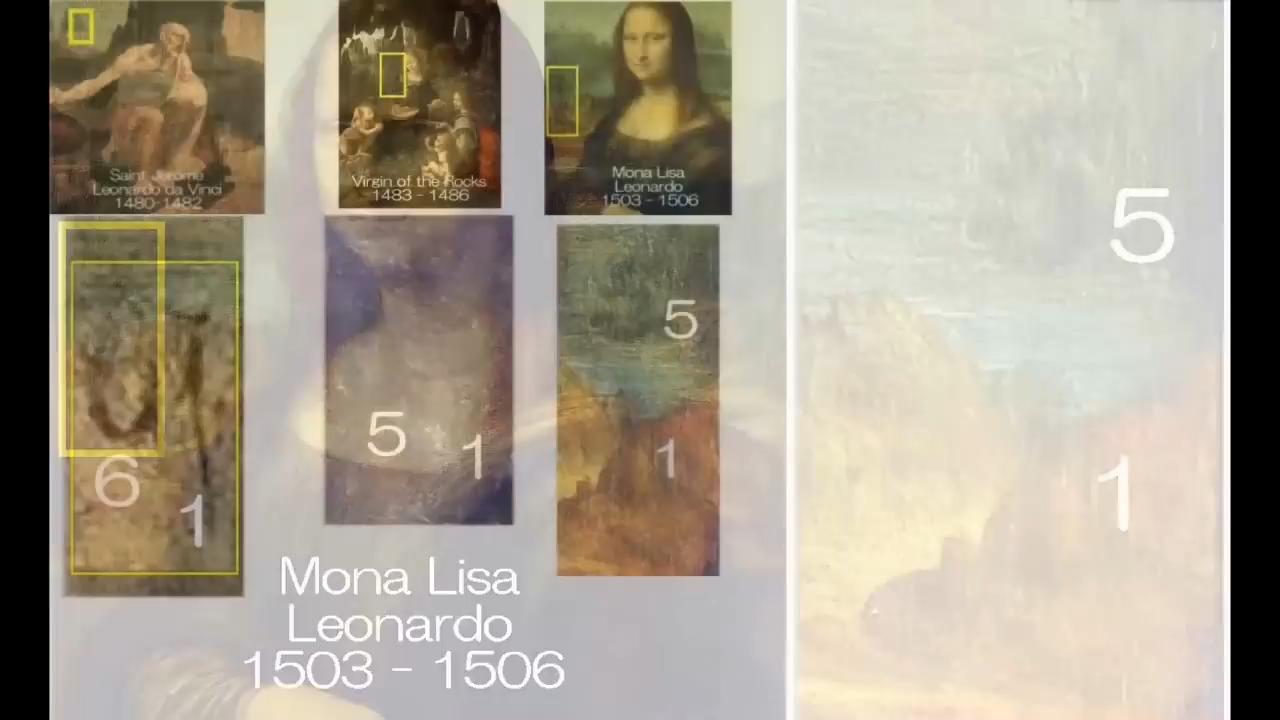 Saint Jerome
Leonardo da Vinci
1480-1482
Virgin of the Rocks
1483 - 1486
Mona Lisa
Leonardo
1503 - 1506
5
5
1
5
1
6
1
5
1
Mona Lisa
Leonardo
1503 - 1506